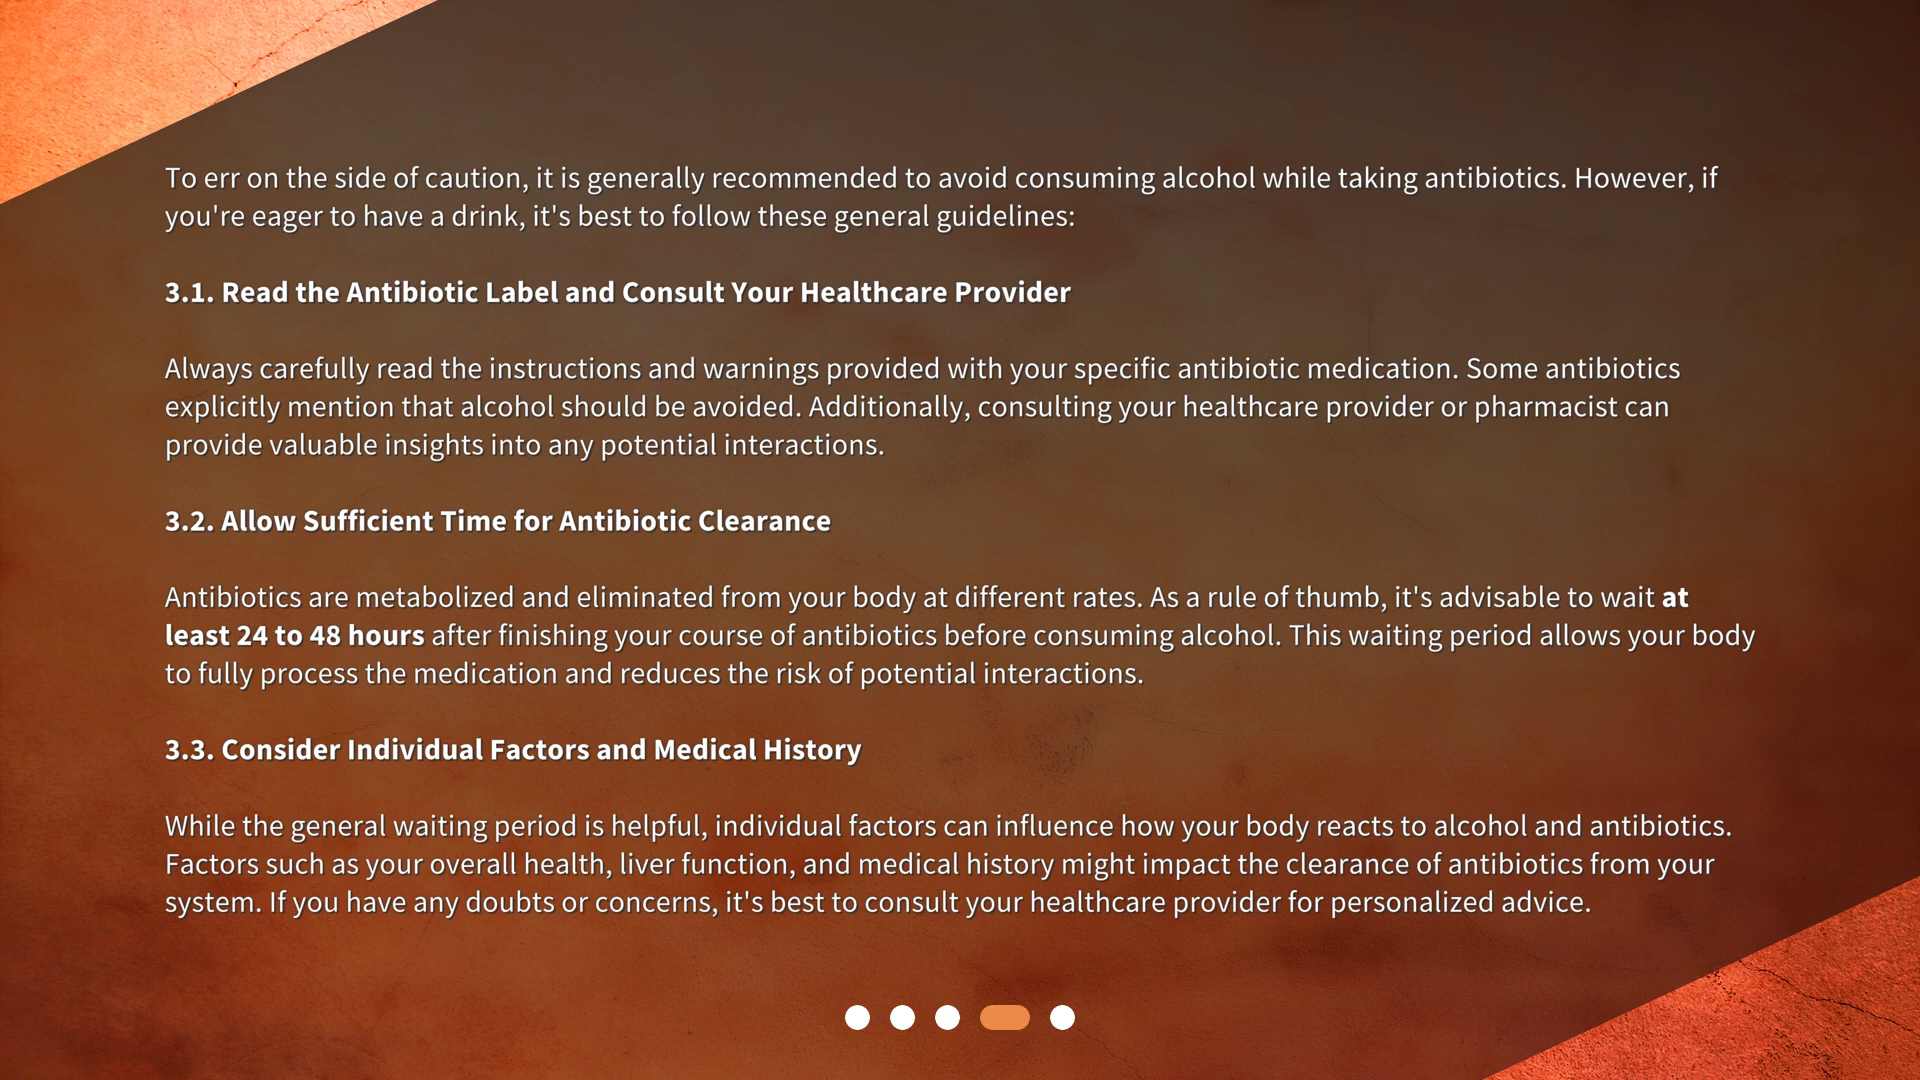 To err on the side of caution, it is generally recommended to avoid consuming alcohol while taking antibiotics. However, if
you're eager to have a drink, it's best to follow these general guidelines:
3.1. Read the Antibiotic Label and Consult Your Healthcare Provider
Always carefully read the instructions and warnings provided with your specific antibiotic medication. Some antibiotics
explicitly mention that alcohol should be avoided. Additionally, consulting your healthcare provider or pharmacist can
provide valuable insights into any potential interactions.
3.2. Allow Sufficient Time for Antibiotic Clearance
Antibiotics are metabolized and eliminated from your body at different rates. As a rule of thumb, it's advisable to wait at
least 24 to 48 hours after finishing your course of antibiotics before consuming alcohol. This waiting period allows your body
to fully process the medication and reduces the risk of potential interactions.
3.3. Consider Individual Factors and Medical History
While the general waiting period is helpful, individual factors can influence how your body reacts to alcohol and antibiotics.
Factors such as your overall health, liver function, and medical history might impact the clearance of antibiotics from your
system. If you have any doubts or concerns, it's best to consult your healthcare provider for personalized advice.